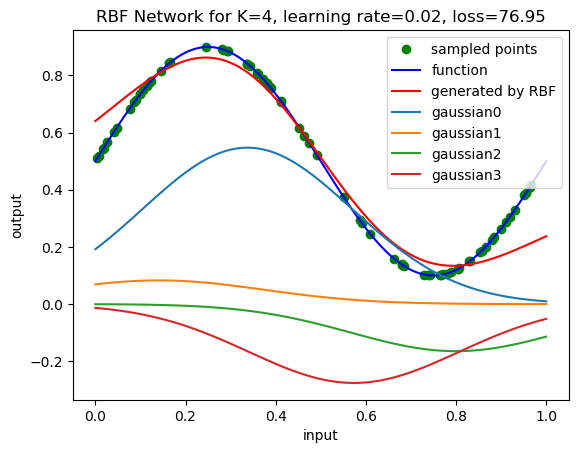 RBF Network for K=4, learning rate=0.02, loss=76.95
sampled points
function
generated by RBF
gaussian0
gaussian1
gaussian2
gaussian3
output
0.8
0.6
0.4
0.2
0.0
−0.2
0.0 0.2 0.4 0.6 0.8 1.0
input